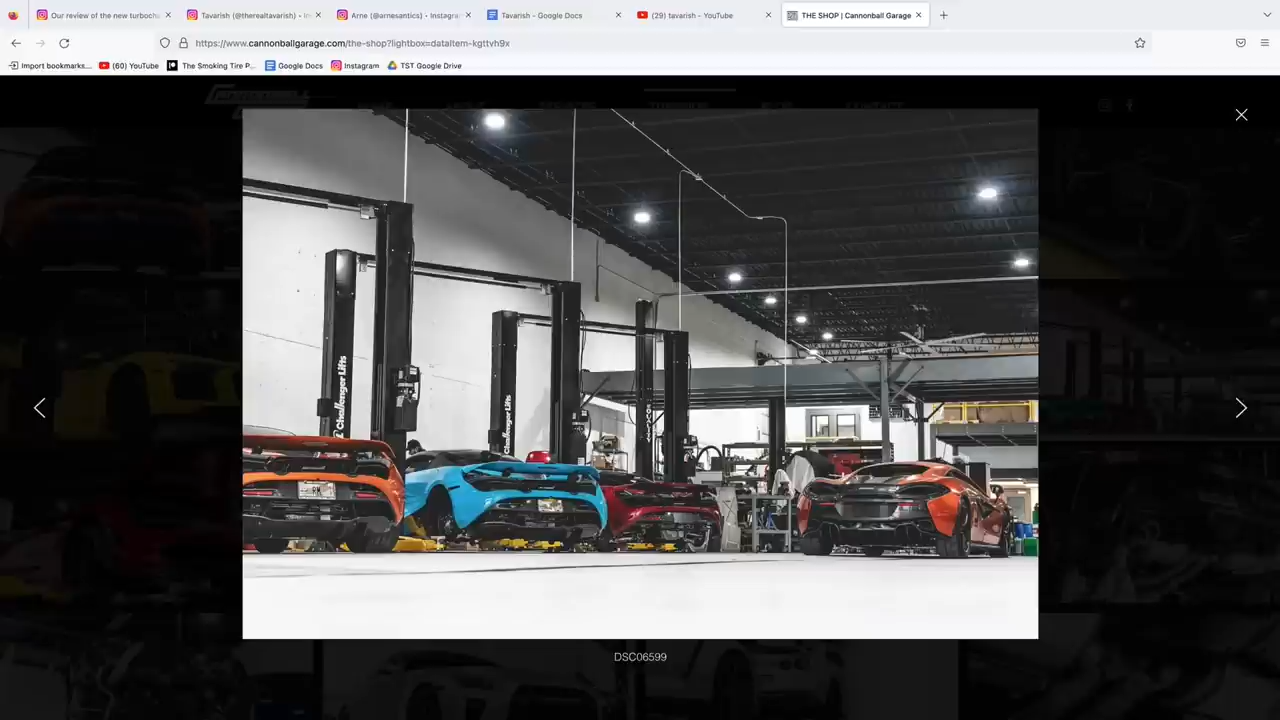 Our review of the new turbocha
Tavarish (@therealtavarish) - In
Arne (@arnesantics) - Instagram
Tavarish - Google Docs
(29) tavarish - YouTube
THE SHOP | Cannonball Garage
https://www.cannonballgarage.com/the-shop?lightbox=dataItem-kgttvh9x
Import bookmarks...
(60) YouTube
The Smoking Tire P...
Google Docs
Instagram
TST Google Drive
CONTACT
Challenger Lifts
Challenger Lifts
DSC06599